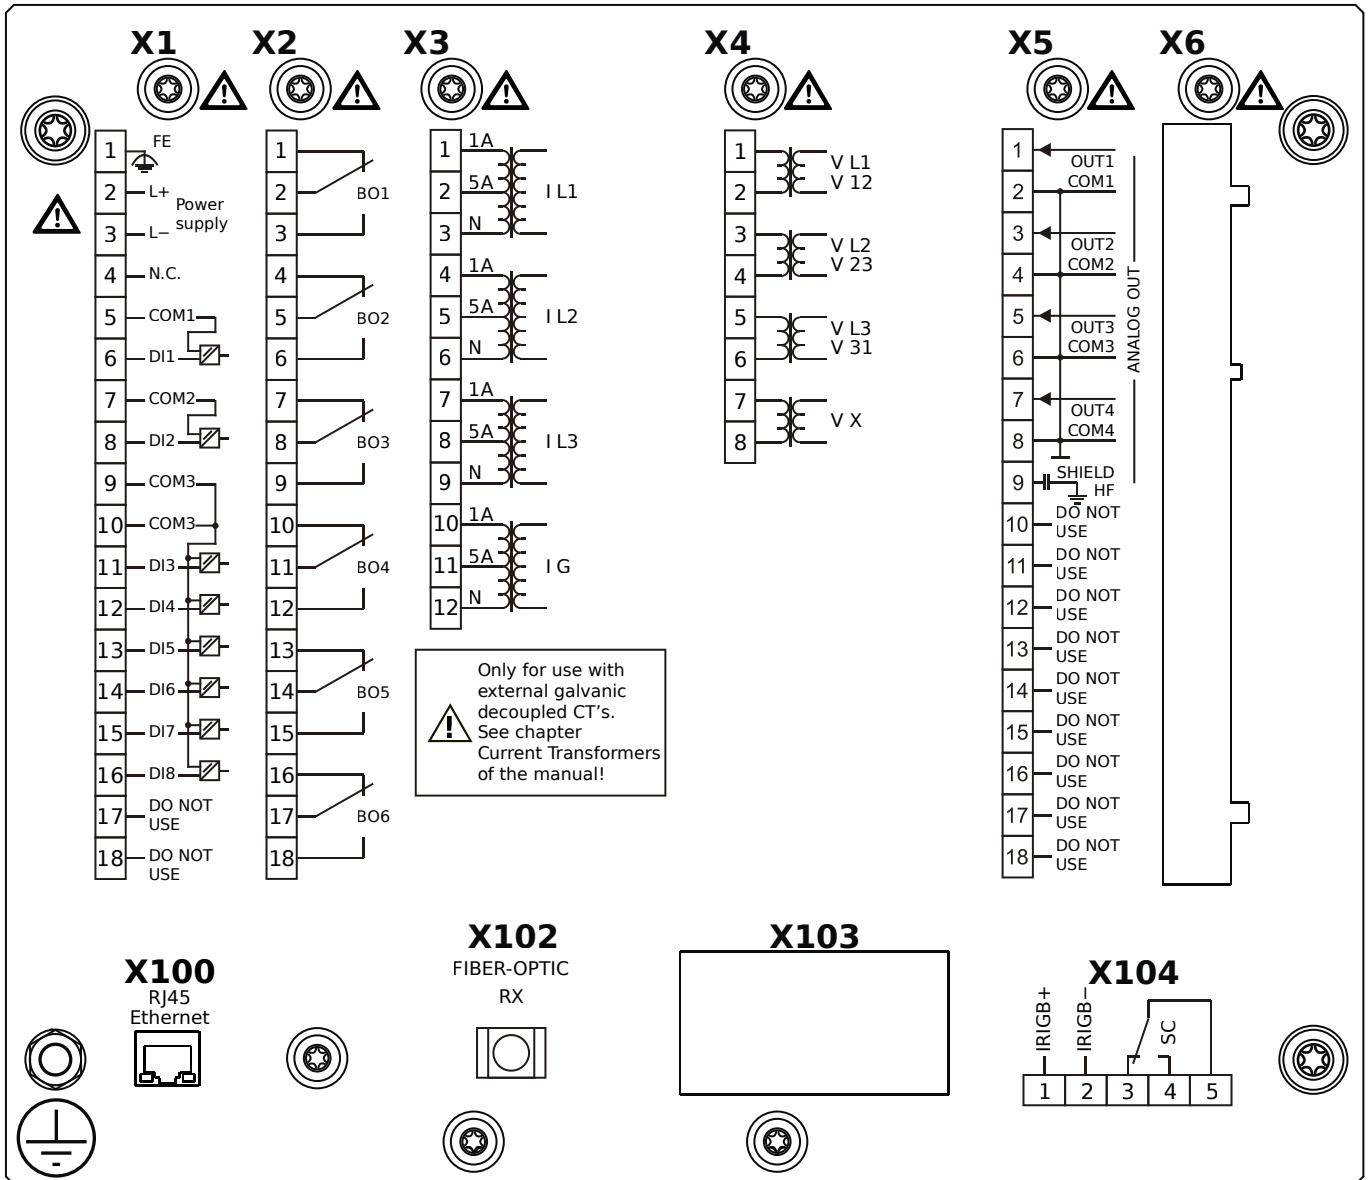 X1
1
FE
2
L+
Power
supply
3
L−
4
N.C.
5
COM1
6
DI1
7
COM2
8
DI2
9
COM3
10
COM3
11
DI3
12
DI4
13
DI5
14
DI6
15
DI7
16
DI8
17
DO NOT
USE
18
DO NOT
USE
X2
1
2
BO1
3
4
5
BO2
6
7
8
BO3
9
10
11
BO4
12
13
14
BO5
15
16
17
BO6
18
X3
1
1A
2
5A
I L1
3
N
4
1A
5
5A
I L2
6
N
7
1A
8
5A
I L3
9
N
10
1A
11
5A
I G
12
N
Only for use with
external galvanic
decoupled CT's.
See chapter
Current Transformers
of the manual!
X4
1
V L1
2
V 12
3
V L2
4
V 23
5
V L3
6
V 31
7
V X
8
X5
1
OUT1
2
COM1
3
OUT2
4
COM2
5
OUT3
6
COM3
7
OUT4
8
COM4
ANALOG OUT
9
SHIELD
HF
10
DO NOT
USE
11
DO NOT
USE
12
DO NOT
USE
13
DO NOT
USE
14
DO NOT
USE
15
DO NOT
USE
16
DO NOT
USE
17
DO NOT
USE
18
DO NOT
USE
X6
X100
RJ45
Ethernet
X102
FIBER-OPTIC
RX
X103
X104
IRIGB+
IRIGB−
SC
1 2 3 4 5